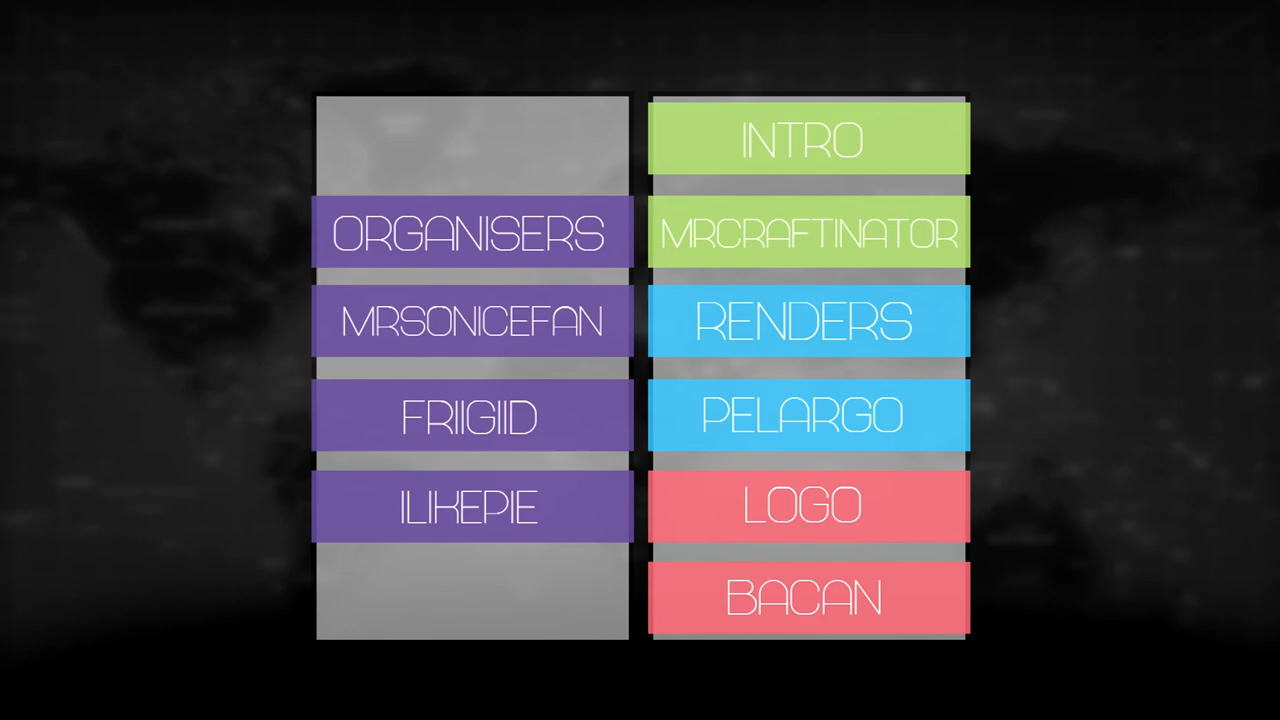 ORGANISERS
MRSONICEFAN
FRIIGIID
ILIKEPIE
INTRO
MRCRAFTINATOR
RENDERS
PELARGO
LOGO
BACAN